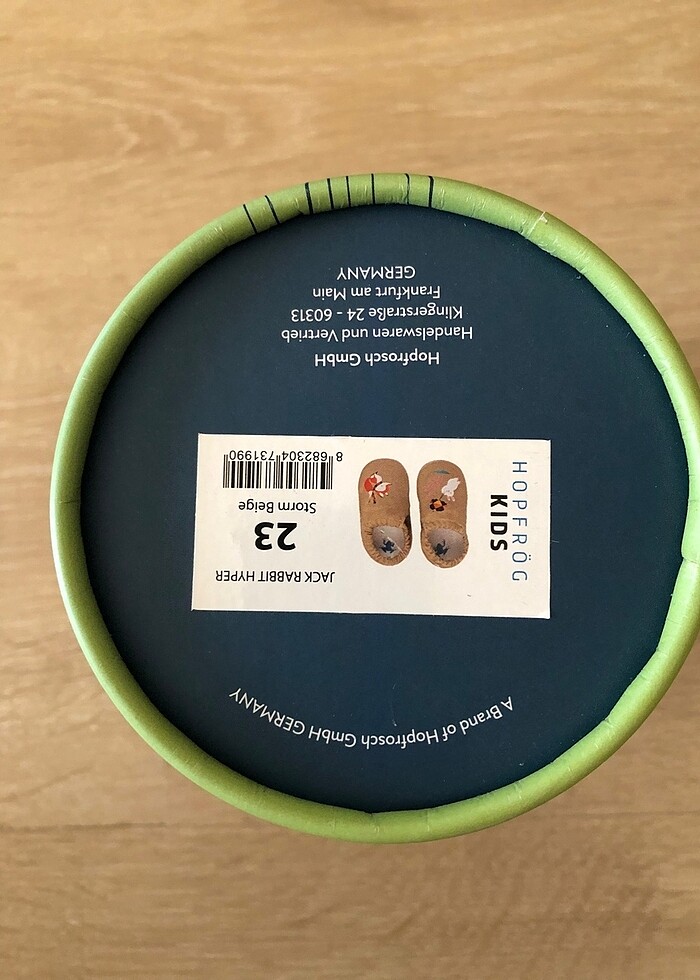 A Brand of Hopfrosch GmbH GERMANY
HOPFRÖG
KIDS
JACK RABBIT HYPER
23
Storm Beige
8 682304 731990
Hopfrosch GmbH
Handelswaren und Vertrieb
Klingerstraße 24 - 60313
Frankfurt am Main
GERMANY